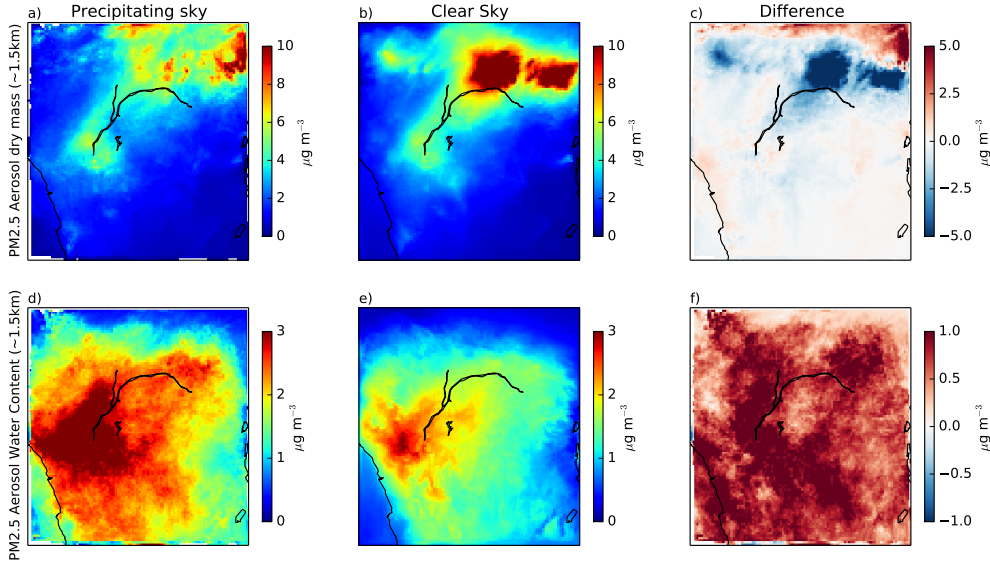 a) Precipitating sky
b) Clear Sky
c) Difference
PM2.5 Aerosol dry mass (~1.5km)
10
8
6
4
2
0
μg m⁻³
10
8
6
4
2
0
μg m⁻³
5.0
2.5
0.0
−2.5
−5.0
μg m⁻³
d)
e)
f)
PM2.5 Aerosol Water Content (~1.5km)
3
2
1
0
μg m⁻³
3
2
1
0
μg m⁻³
1.0
0.5
0.0
−0.5
−1.0
μg m⁻³